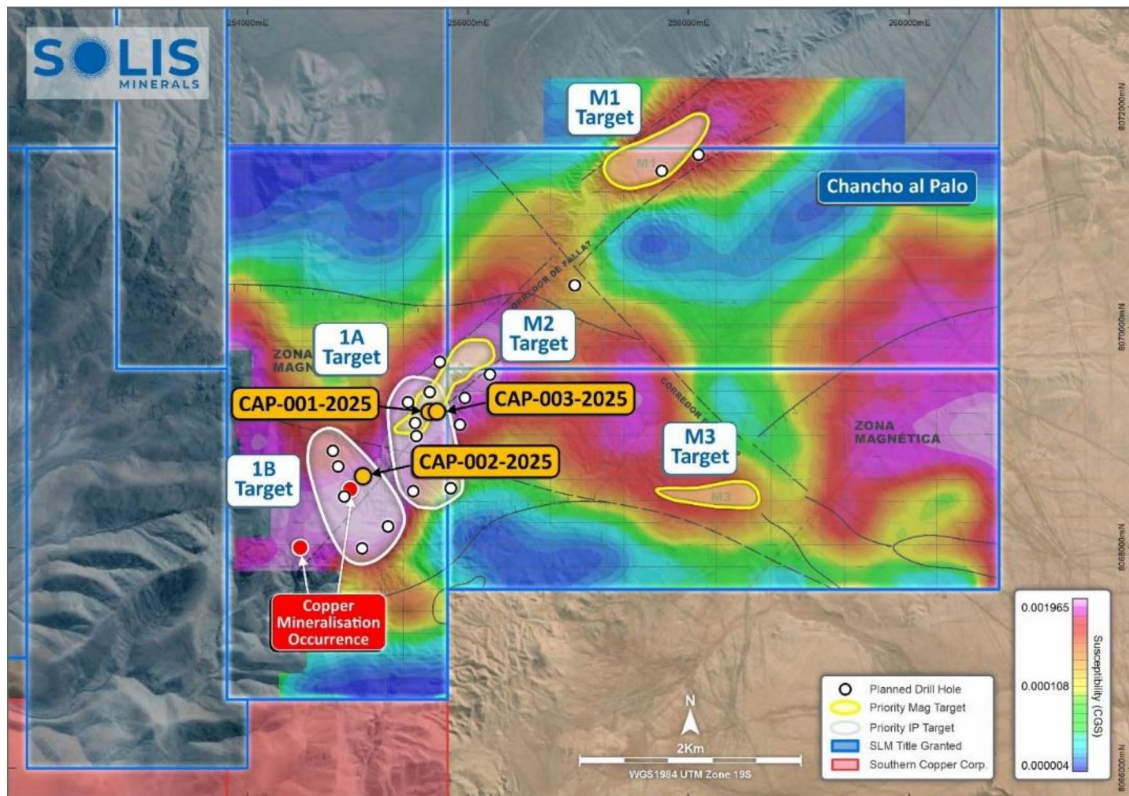 254000mE
256000mE
258000mE
260000mE
SOLIS
MINERALS
M1
Target
8072000mN
M1
Chancho al Palo
CORREDOR DE FALLAT
M2
Target
1A
Target
ZONA
8070000mN
CAP-001-2025
CAP-003-2025
ZONA
MAGNÉTICA
M3
Target
CAP-002-2025
1B
Target
M3
8068000mN
Copper
Mineralisation
Occurrence
0.001965
0.000108
0.000004
Susceptibility (CGS)
Planned Drill Hole
Priority Mag Target
Priority IP Target
SLM Title Granted
Southern Copper Corp.
N
2Km
WGS1984 UTM Zone 19S
8066000mN